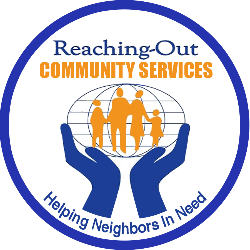 Reaching-Out
COMMUNITY SERVICES
Helping Neighbors In Need